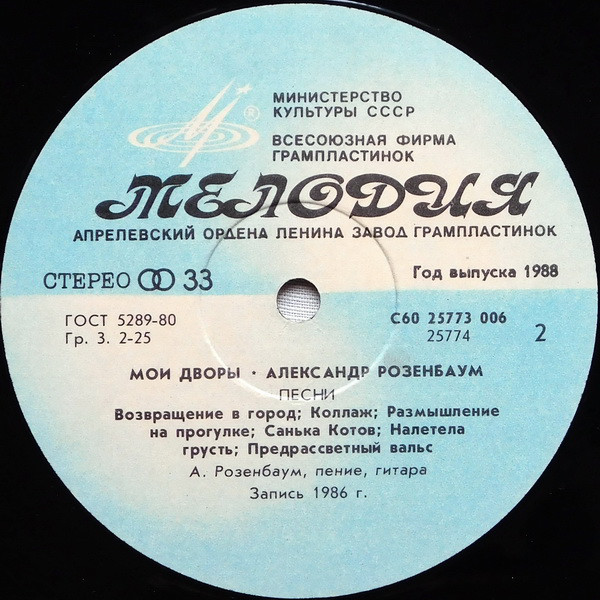 МИНИСТЕРСТВО
КУЛЬТУРЫ СССР
®
ВСЕСОЮЗНАЯ ФИРМА
ГРАМПЛАСТИНОК
МЕЛОДИЯ
АПРЕЛЕВСКИЙ ОРДЕНА ЛЕНИНА ЗАВОД ГРАМПЛАСТИНОК
СТЕРЕО 33
Год выпуска 1988
ГОСТ 5289-80
Гр. 3. 2-25
С60 25773 006
25774
2
МОИ ДВОРЫ · АЛЕКСАНДР РОЗЕНБАУМ
ПЕСНИ
Возвращение в город; Коллаж; Размышление
на прогулке; Санька Котов; Налетела
грусть; Предрассветный вальс
А. Розенбаум, пение, гитара
Запись 1986 г.